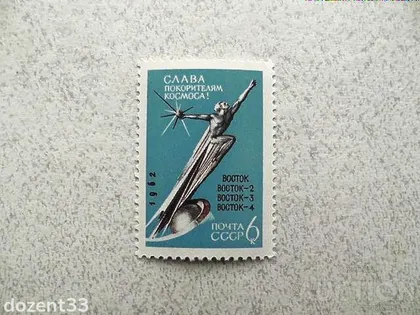 СЛАВА
ПОКОРИТЕЛЯМ
КОСМОСА!
1962
ВОСТОК
ВОСТОК-2
ВОСТОК-3
ВОСТОК-4
ПОЧТА
СССР
6
К
dozent33